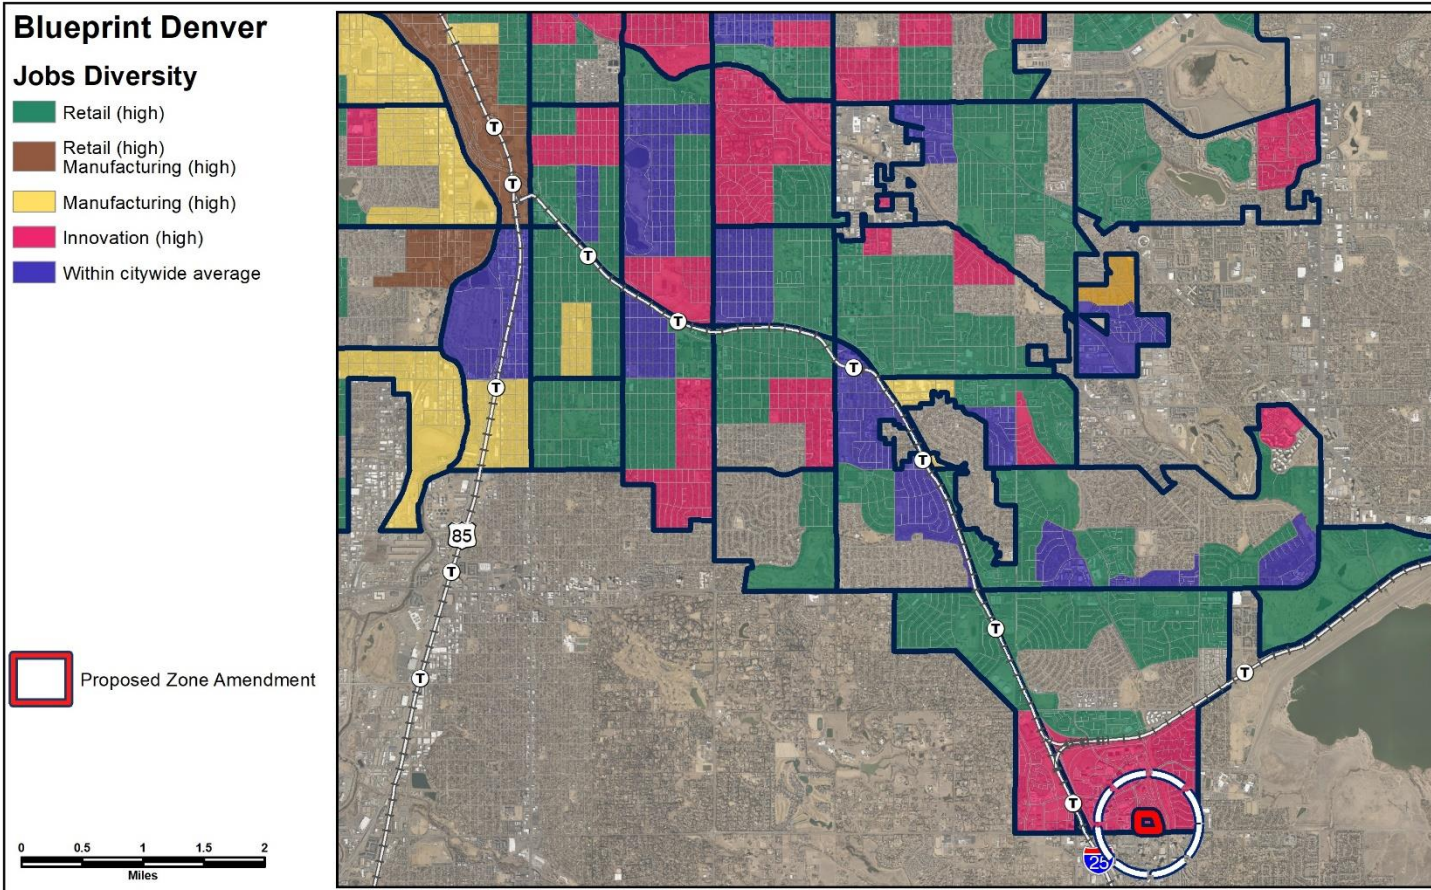 Blueprint Denver
Jobs Diversity
Retail (high)
Retail (high)
Manufacturing (high)
Manufacturing (high)
Innovation (high)
Within citywide average
Proposed Zone Amendment
0 0.5 1 1.5 2
Miles
T
T
T
T
T
T
T
85
T
T
T
T
T
T
25